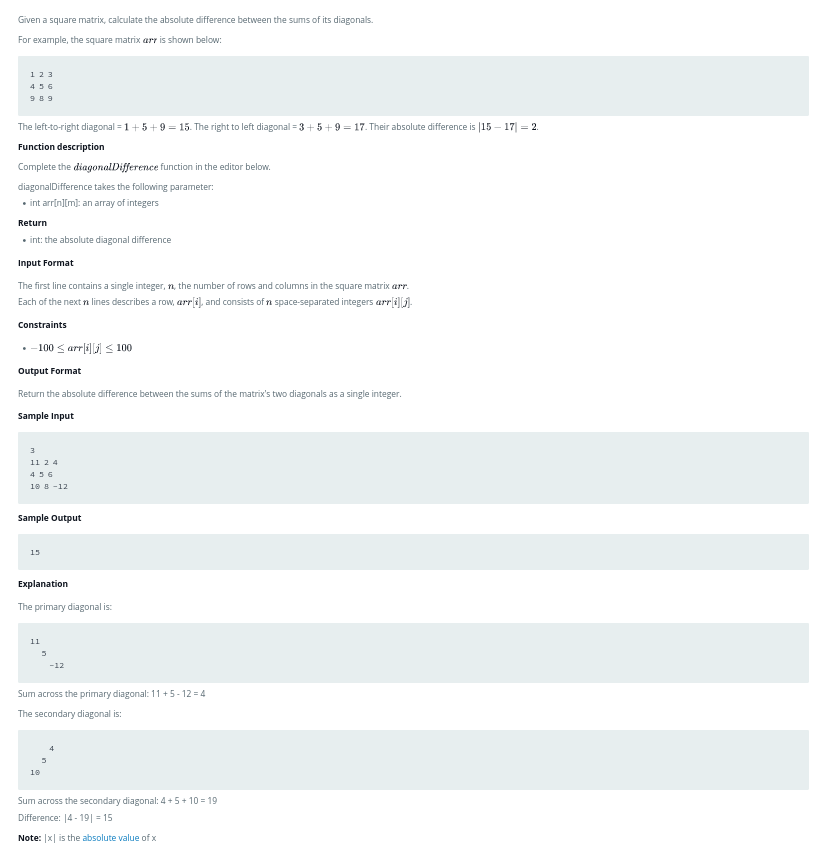 Given a square matrix, calculate the absolute difference between the sums of its diagonals.
For example, the square matrix arr is shown below:
1 2 3
4 5 6
9 8 9
The left-to-right diagonal = 1 + 5 + 9 = 15. The right to left diagonal = 3 + 5 + 9 = 17. Their absolute difference is |15 − 17| = 2.
Function description
Complete the diagonalDifference function in the editor below.
diagonalDifference takes the following parameter:
• int arr[n][m]: an array of integers
Return
• int: the absolute diagonal difference
Input Format
The first line contains a single integer, n, the number of rows and columns in the square matrix arr.
Each of the next n lines describes a row, arr[i], and consists of n space-separated integers arr[i][j].
Constraints
• −100 ≤ arr[i][j] ≤ 100
Output Format
Return the absolute difference between the sums of the matrix's two diagonals as a single integer.
Sample Input
3
11 2 4
4 5 6
10 8 -12
Sample Output
15
Explanation
The primary diagonal is:
11
5
-12
Sum across the primary diagonal: 11 + 5 - 12 = 4
The secondary diagonal is:
4
5
10
Sum across the secondary diagonal: 4 + 5 + 10 = 19
Difference: |4 - 19| = 15
Note: |x| is the absolute value of x